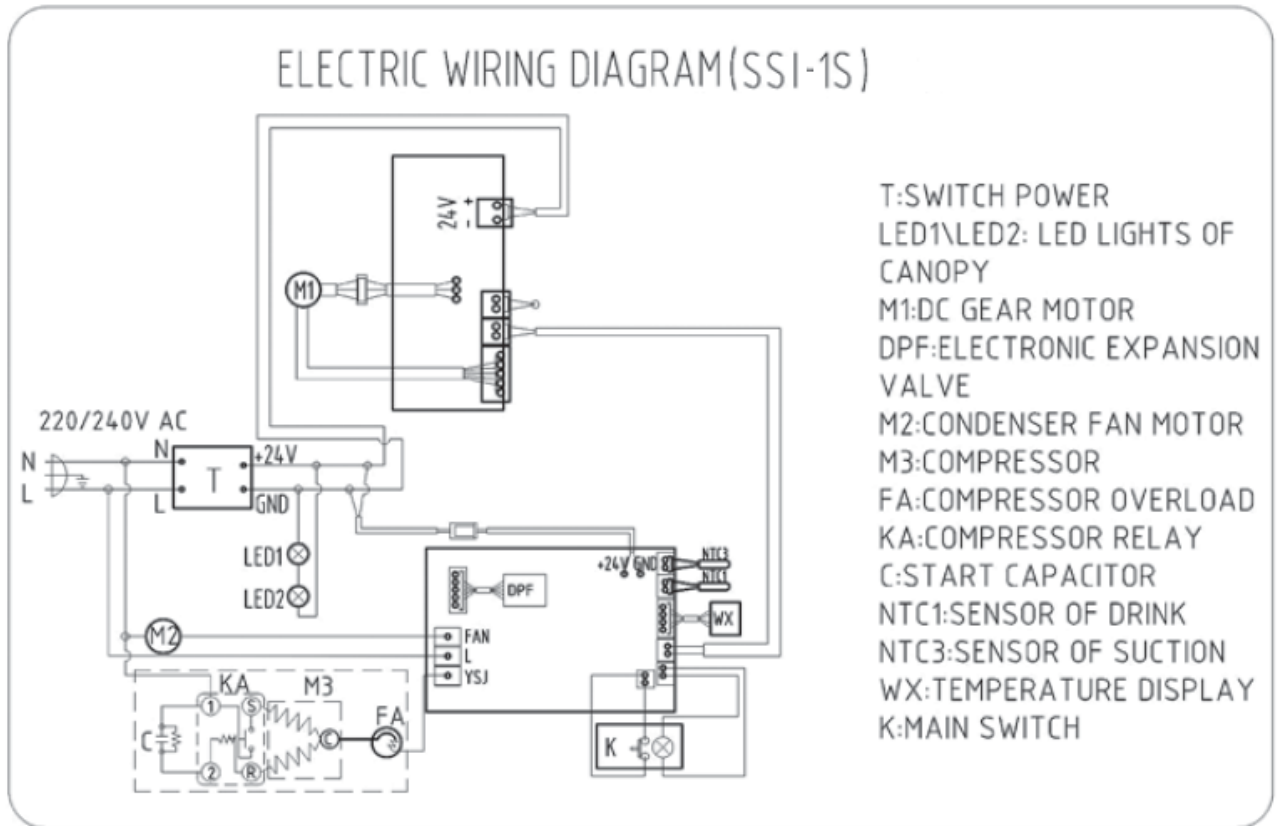 ELECTRIC WIRING DIAGRAM(SS1-1S)
24V
+
-
M1
T:SWITCH POWER
LED1\LED2: LED LIGHTS OF
CANOPY
M1:DC GEAR MOTOR
DPF:ELECTRONIC EXPANSION
VALVE
M2:CONDENSER FAN MOTOR
M3:COMPRESSOR
FA:COMPRESSOR OVERLOAD
KA:COMPRESSOR RELAY
C:START CAPACITOR
NTC1:SENSOR OF DRINK
NTC3:SENSOR OF SUCTION
WX:TEMPERATURE DISPLAY
K:MAIN SWITCH
220/240V AC
N
L
N
L
T
+24V
GND
LED1
LED2
+24V GND
NTC3
NTC1
DPF
WX
M2
FAN
L
YSJ
KA
M3
FA
C
1
S
C
2
R
K